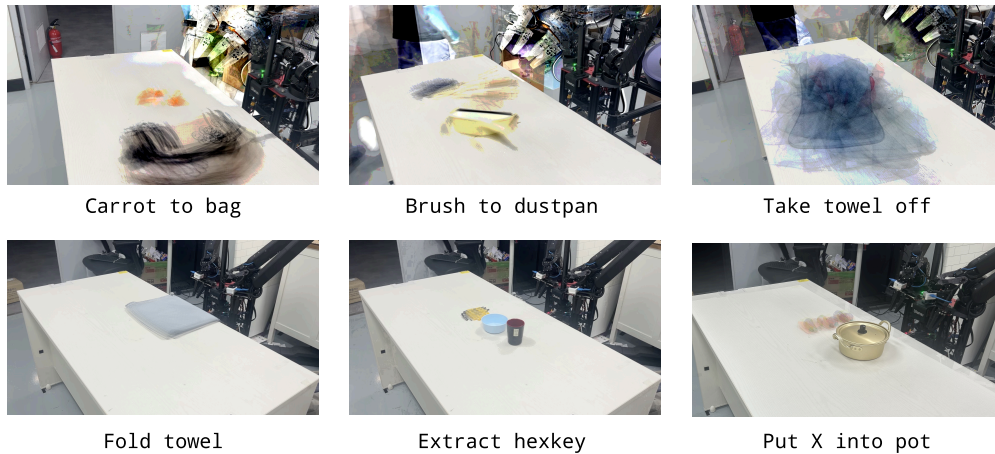 Carrot to bag
Brush to dustpan
Take towel off
Fold towel
Extract hexkey
Put X into pot